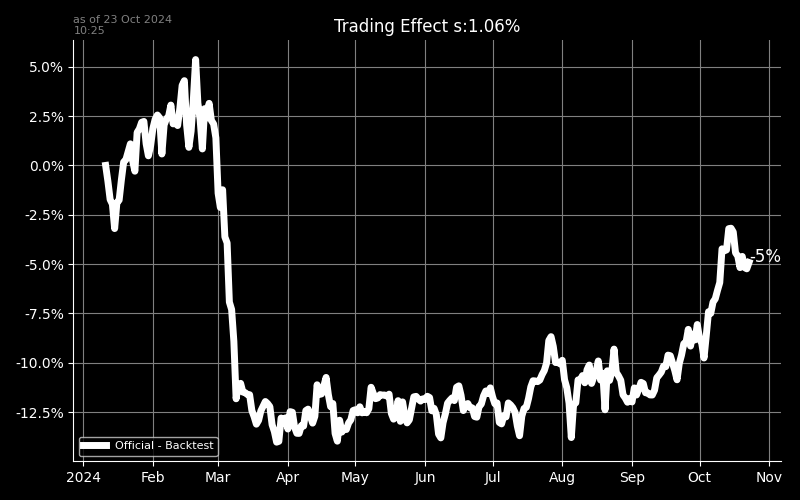 as of 23 Oct 2024
10:25
Trading Effect s:1.06%
5.0%
2.5%
0.0%
-2.5%
-5.0%
-7.5%
-10.0%
-12.5%
-5%
Official - Backtest
2024 Feb Mar Apr May Jun Jul Aug Sep Oct Nov